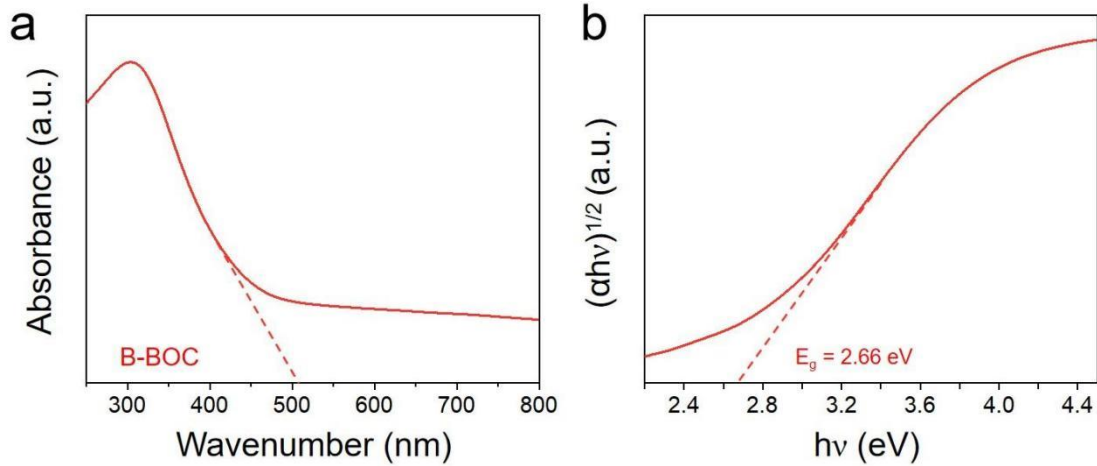 a
Absorbance (a.u.)
B-BOC
300 400 500 600 700 800
Wavenumber (nm)
b
(αhν)^1/2 (a.u.)
E_g = 2.66 eV
2.4 2.8 3.2 3.6 4.0 4.4
hν (eV)